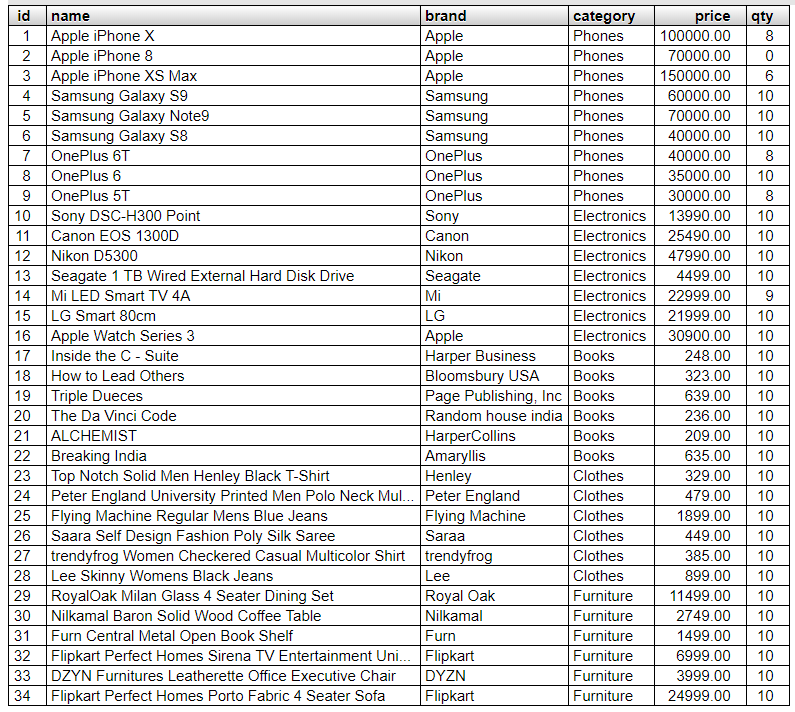 id name brand category price qty
1 Apple iPhone X Apple Phones 100000.00 8
2 Apple iPhone 8 Apple Phones 70000.00 0
3 Apple iPhone XS Max Apple Phones 150000.00 6
4 Samsung Galaxy S9 Samsung Phones 60000.00 10
5 Samsung Galaxy Note9 Samsung Phones 70000.00 10
6 Samsung Galaxy S8 Samsung Phones 40000.00 10
7 OnePlus 6T OnePlus Phones 40000.00 8
8 OnePlus 6 OnePlus Phones 35000.00 10
9 OnePlus 5T OnePlus Phones 30000.00 8
10 Sony DSC-H300 Point Sony Electronics 13990.00 10
11 Canon EOS 1300D Canon Electronics 25490.00 10
12 Nikon D5300 Nikon Electronics 47990.00 10
13 Seagate 1 TB Wired External Hard Disk Drive Seagate Electronics 4499.00 10
14 Mi LED Smart TV 4A Mi Electronics 22999.00 9
15 LG Smart 80cm LG Electronics 21999.00 10
16 Apple Watch Series 3 Apple Electronics 30900.00 10
17 Inside the C - Suite Harper Business Books 248.00 10
18 How to Lead Others Bloomsbury USA Books 323.00 10
19 Triple Dueces Page Publishing, Inc Books 639.00 10
20 The Da Vinci Code Random house india Books 236.00 10
21 ALCHEMIST HarperCollins Books 209.00 10
22 Breaking India Amaryllis Books 635.00 10
23 Top Notch Solid Men Henley Black T-Shirt Henley Clothes 329.00 10
24 Peter England University Printed Men Polo Neck Mul... Peter England Clothes 479.00 10
25 Flying Machine Regular Mens Blue Jeans Flying Machine Clothes 1899.00 10
26 Saara Self Design Fashion Poly Silk Saree Saraa Clothes 449.00 10
27 trendyfrog Women Checkered Casual Multicolor Shirt trendyfrog Clothes 385.00 10
28 Lee Skinny Womens Black Jeans Lee Clothes 899.00 10
29 RoyalOak Milan Glass 4 Seater Dining Set Royal Oak Furniture 11499.00 10
30 Nilkamal Baron Solid Wood Coffee Table Nilkamal Furniture 2749.00 10
31 Furn Central Metal Open Book Shelf Furn Furniture 1499.00 10
32 Flipkart Perfect Homes Sirena TV Entertainment Uni... Flipkart Furniture 6999.00 10
33 DZYN Furnitures Leatherette Office Executive Chair DYZN Furniture 3999.00 10
34 Flipkart Perfect Homes Porto Fabric 4 Seater Sofa Flipkart Furniture 24999.00 10